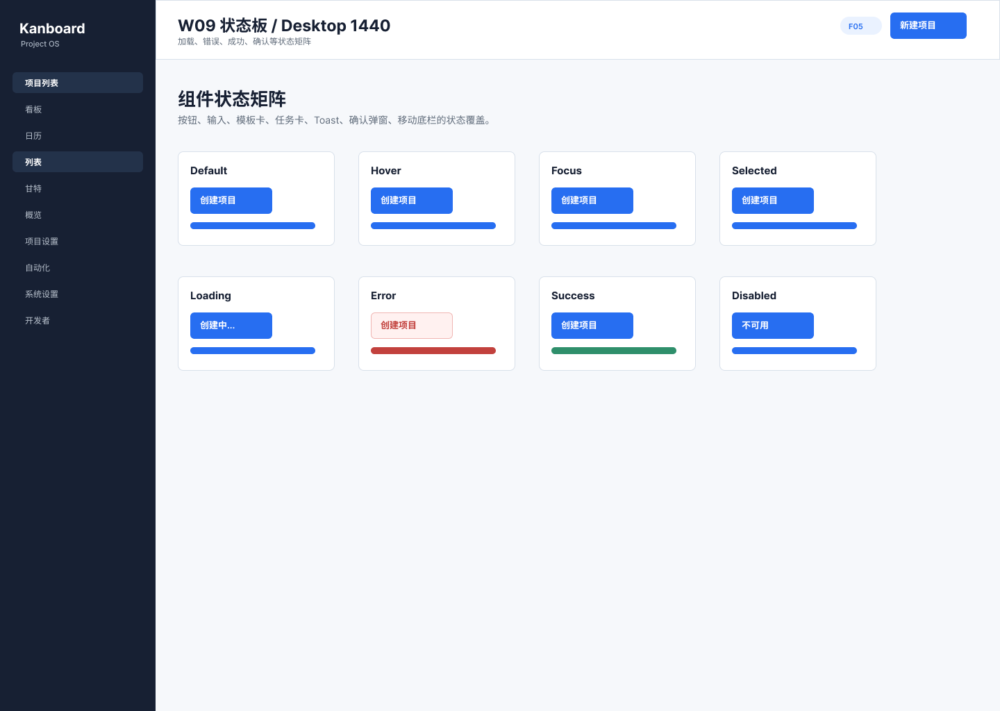 Kanboard
Project OS
项目列表
看板
日历
列表
甘特
概览
项目设置
自动化
系统设置
开发者
W09 状态板 / Desktop 1440
加载、错误、成功、确认等状态矩阵
F05
新建项目
组件状态矩阵
按钮、输入、模板卡、任务卡、Toast、确认弹窗、移动底栏的状态覆盖。
Default
创建项目
Hover
创建项目
Focus
创建项目
Selected
创建项目
Loading
创建中...
Error
创建项目
Success
创建项目
Disabled
不可用